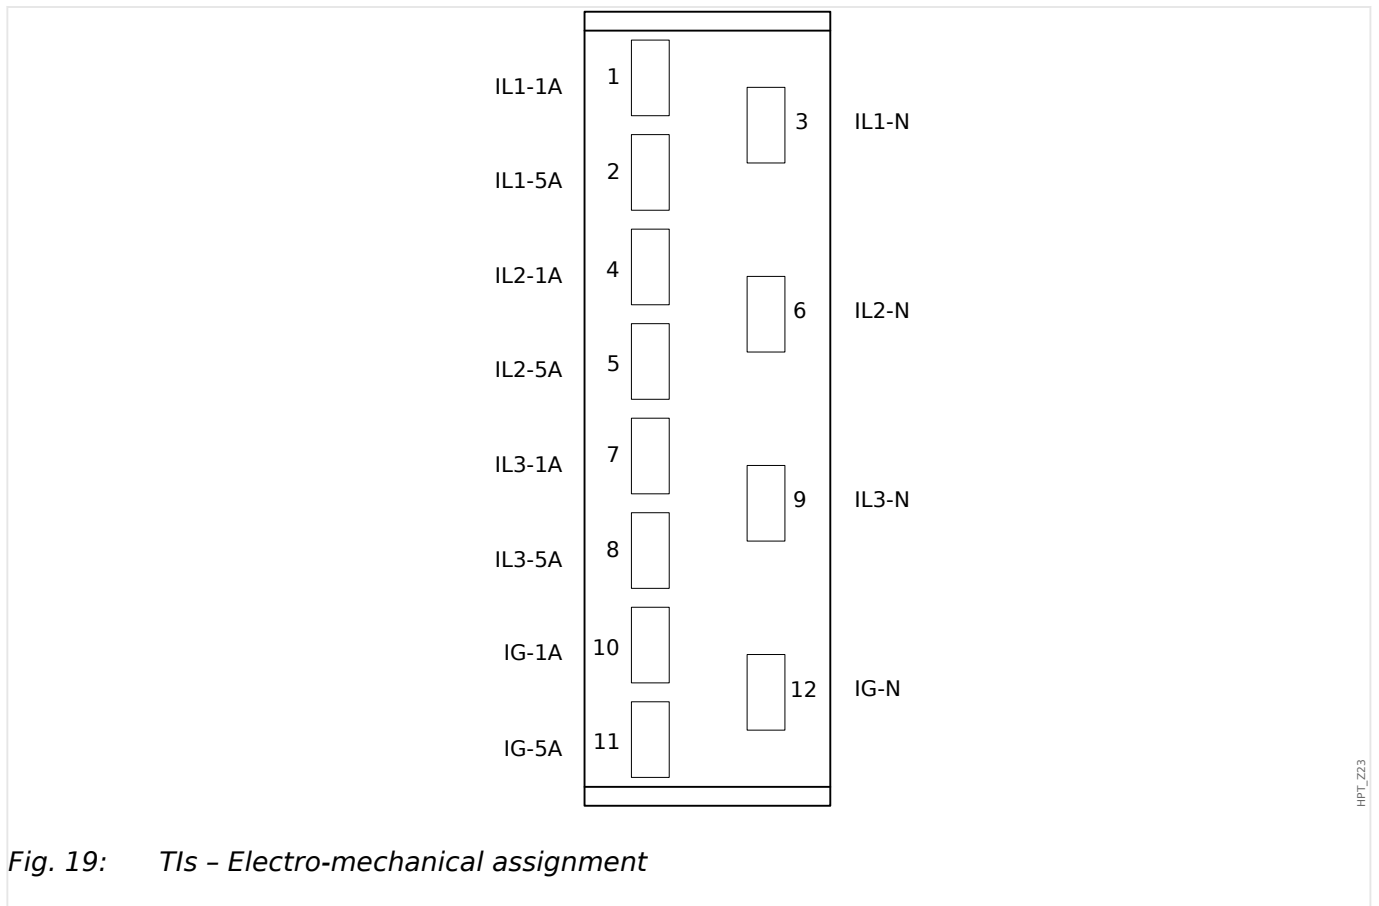 IL1-1A 1
3 IL1-N
IL1-5A 2
IL2-1A 4
6 IL2-N
IL2-5A 5
IL3-1A 7
9 IL3-N
IL3-5A 8
IG-1A 10
12 IG-N
IG-5A 11
HPT_Z23
Fig. 19: TIs – Electro-mechanical assignment